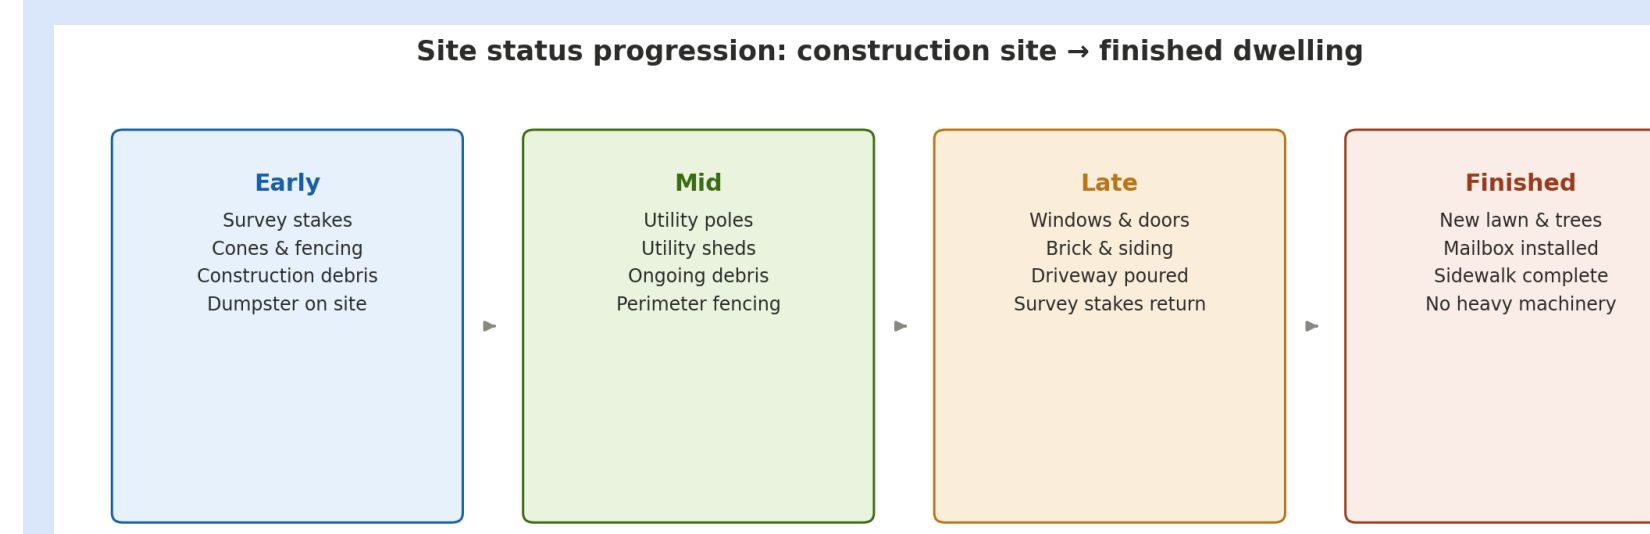 Site status progression: construction site → finished dwelling
Early
Survey stakes
Cones & fencing
Construction debris
Dumpster on site
Mid
Utility poles
Utility sheds
Ongoing debris
Perimeter fencing
Late
Windows & doors
Brick & siding
Driveway poured
Survey stakes return
Finished
New lawn & trees
Mailbox installed
Sidewalk complete
No heavy machinery